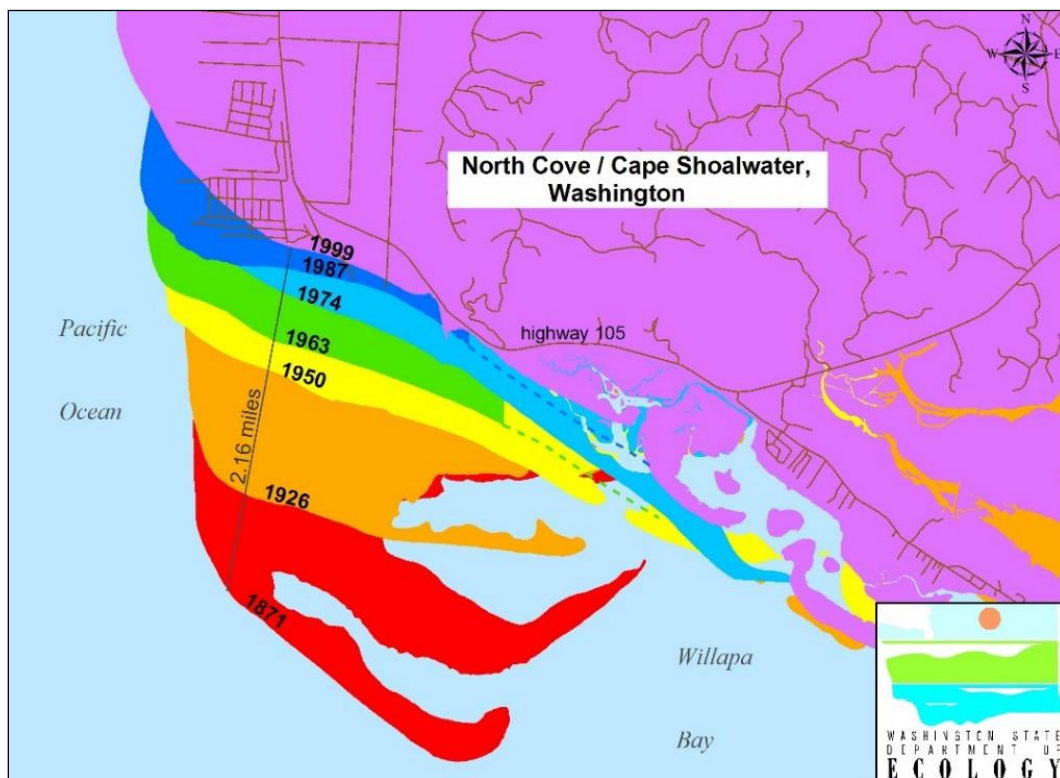 N
W E
S
North Cove / Cape Shoalwater,
Washington
1999
1987
1974
1963
1950
1926
1871
2.16 miles
highway 105
Pacific
Ocean
Willapa
Bay
WASHINGTON STATE
DEPARTMENT OF
ECOLOGY